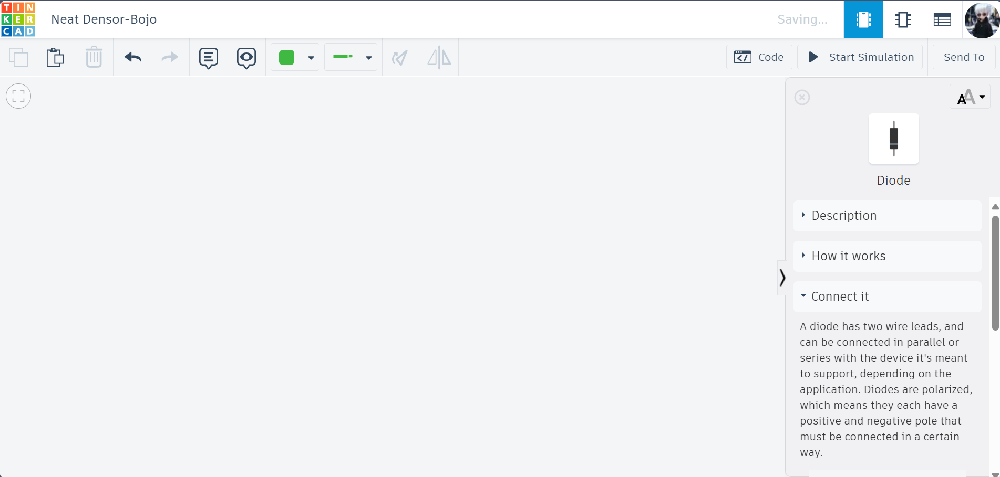 TIN
KER
CAD
Neat Densor-Bojo
Saving...
Code
Start Simulation
Send To
AA
Diode
Description
How it works
Connect it
A diode has two wire leads, and
can be connected in parallel or
series with the device it's meant
to support, depending on the
application. Diodes are polarized,
which means they each have a
positive and negative pole that
must be connected in a certain
way.